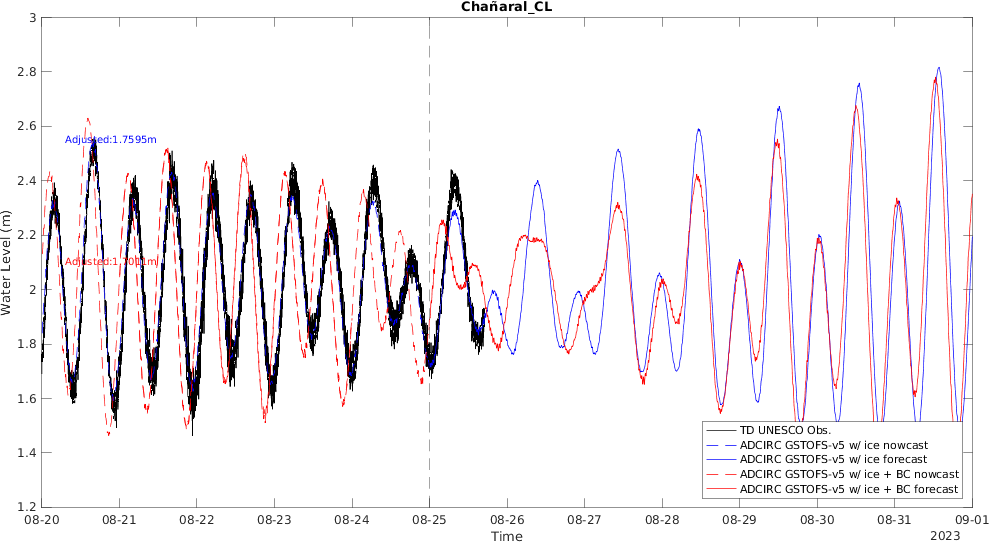 Chañaral_CL
3
2.8
2.6
2.4
2.2
2
1.8
1.6
1.4
1.2
Water Level (m)
Adjusted:1.7595m
Adjusted:1.7011m
TD UNESCO Obs.
ADCIRC GSTOFS-v5 w/ ice nowcast
ADCIRC GSTOFS-v5 w/ ice forecast
ADCIRC GSTOFS-v5 w/ ice + BC nowcast
ADCIRC GSTOFS-v5 w/ ice + BC forecast
08-20 08-21 08-22 08-23 08-24 08-25 08-26 08-27 08-28 08-29 08-30 08-31 09-01
Time
2023